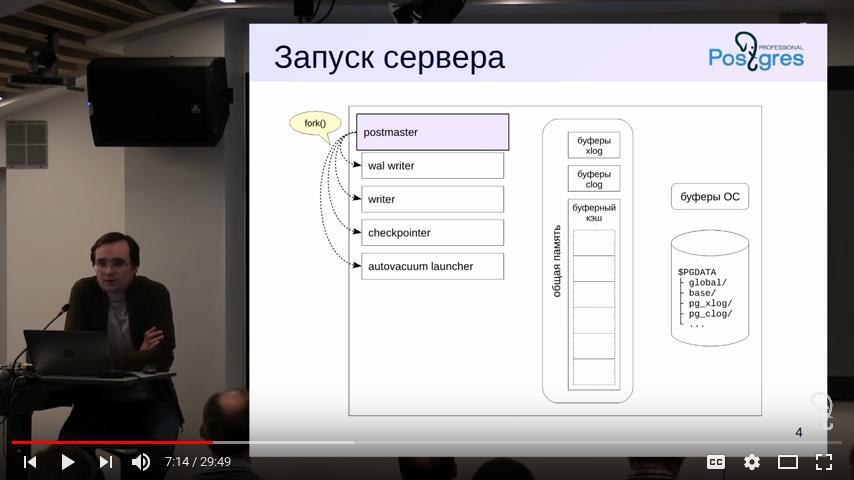 Запуск сервера
PROFESSIONAL
Postgres
fork()
postmaster
wal writer
writer
checkpointer
autovacuum launcher
общая память
буферы
xlog
буферы
clog
буферный
кэш
буферы ОС
$PGDATA
global/
base/
pg_xlog/
pg_clog/
...
4
7:14 / 29:49
CC